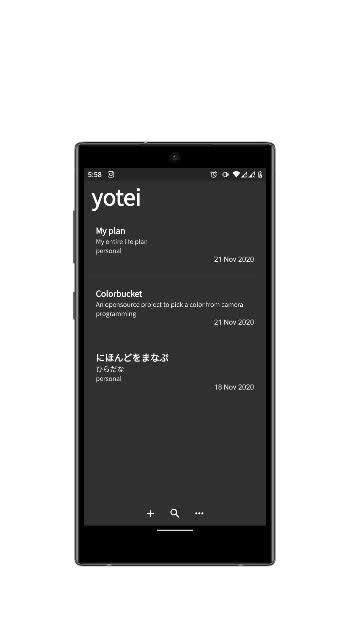 5:58
yotei
My plan
My entire life plan
personal
21 Nov 2020
Colorbucket
An opensource project to pick a color from camera
programming
21 Nov 2020
にほんどをまなぶ
ひらだな
personal
18 Nov 2020